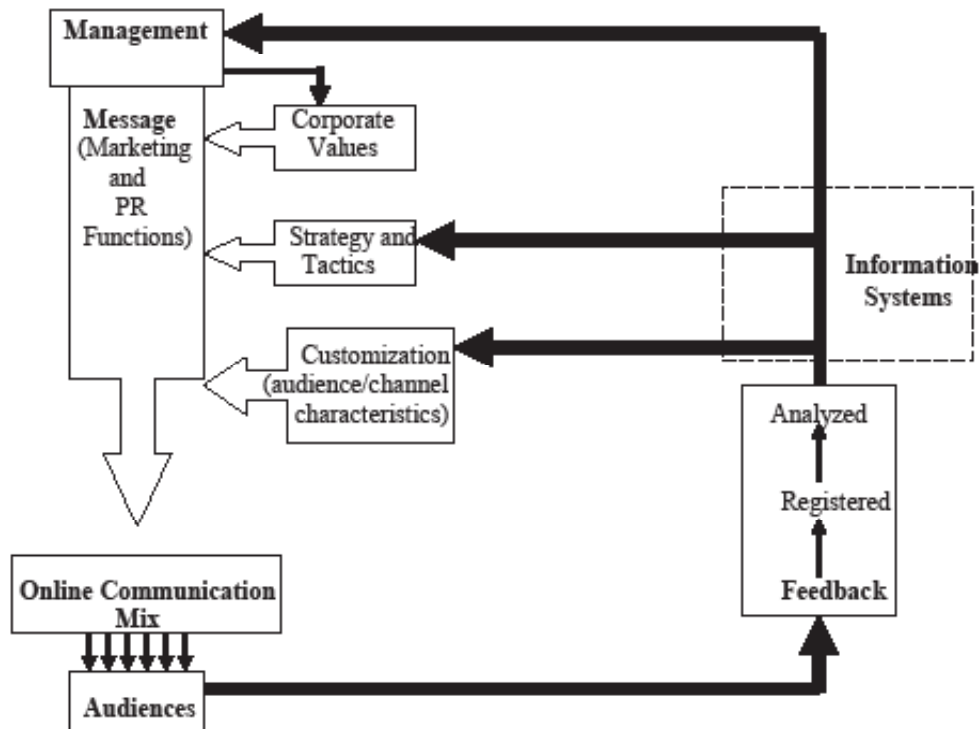 Management
Message
(Marketing
and
PR
Functions)
Corporate
Values
Strategy and
Tactics
Customization
(audience/channel
characteristics)
Information
Systems
Analyzed
Registered
Feedback
Online Communication
Mix
Audiences